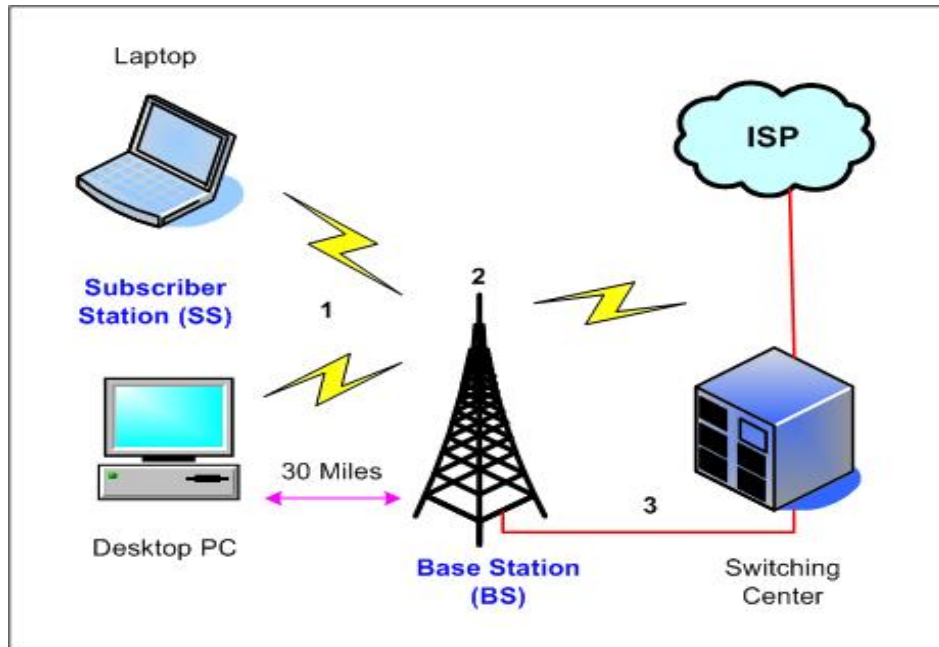 Laptop
ISP
2
Subscriber
Station (SS)
1
30 Miles
3
Desktop PC
Base Station
(BS)
Switching
Center